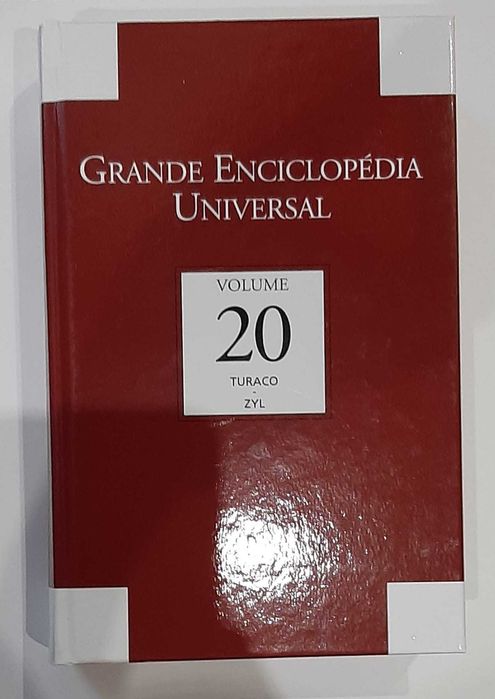 GRANDE ENCICLOPÉDIA
UNIVERSAL
VOLUME
20
TURACO
-
ZYL